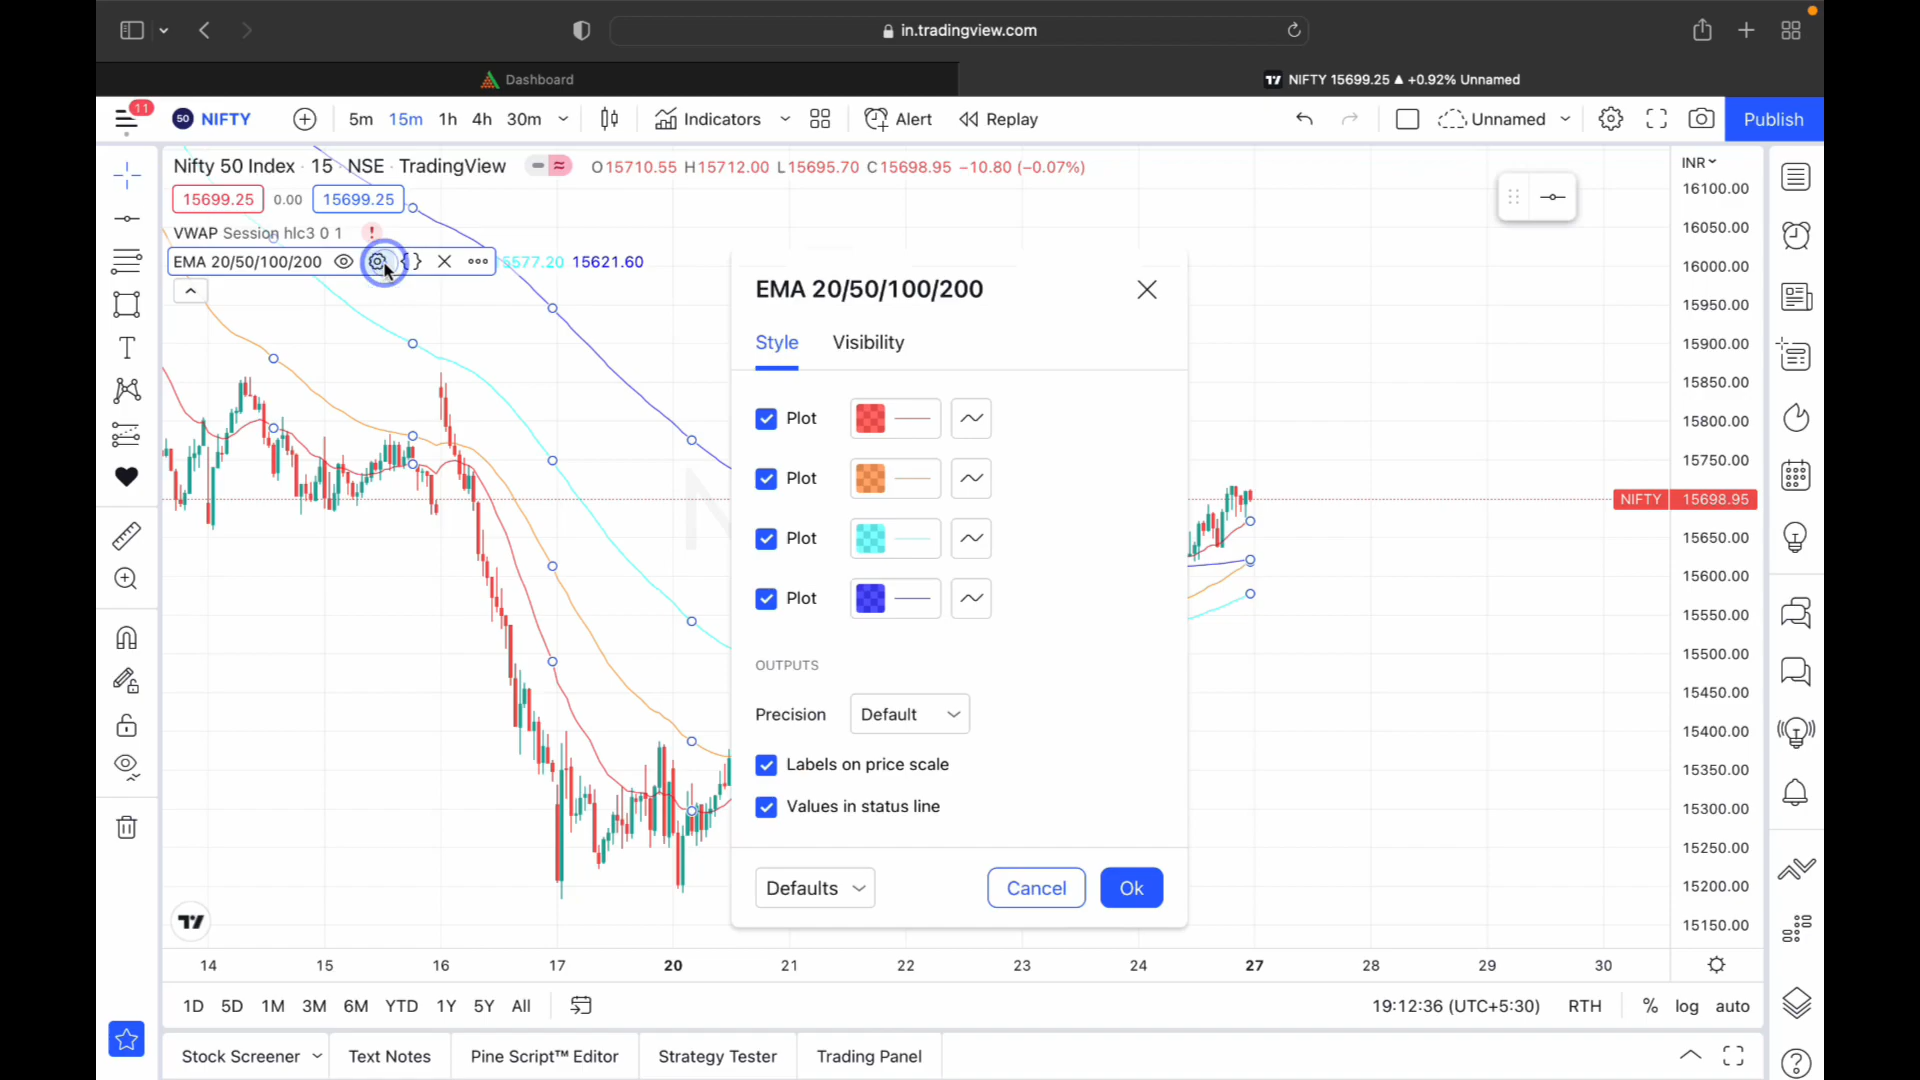 in.tradingview.com
Dashboard
NIFTY 15699.25 ▲ +0.92% Unnamed
11
50 NIFTY
5m 15m 1h 4h 30m
Indicators
Alert
Replay
Unnamed
Publish
Nifty 50 Index · 15 · NSE · TradingView
O15710.55 H15712.00 L15695.70 C15698.95 −10.80 (−0.07%)
INR
15699.25 0.00 15699.25
VWAP Session hlc3 0 1 !
EMA 20/50/100/200
5577.20 15621.60
EMA 20/50/100/200
Style Visibility
Plot
Plot
Plot
Plot
OUTPUTS
Precision Default
Labels on price scale
Values in status line
Defaults
Cancel
Ok
16100.00
16050.00
16000.00
15950.00
15900.00
15850.00
15800.00
15750.00
NIFTY 15698.95
15650.00
15600.00
15550.00
15500.00
15450.00
15400.00
15350.00
15300.00
15250.00
15200.00
15150.00
14 15 16 17 20 21 22 23 24 27 28 29 30
1D 5D 1M 3M 6M YTD 1Y 5Y All
19:12:36 (UTC+5:30) RTH % log auto
Stock Screener Text Notes Pine Script™ Editor Strategy Tester Trading Panel